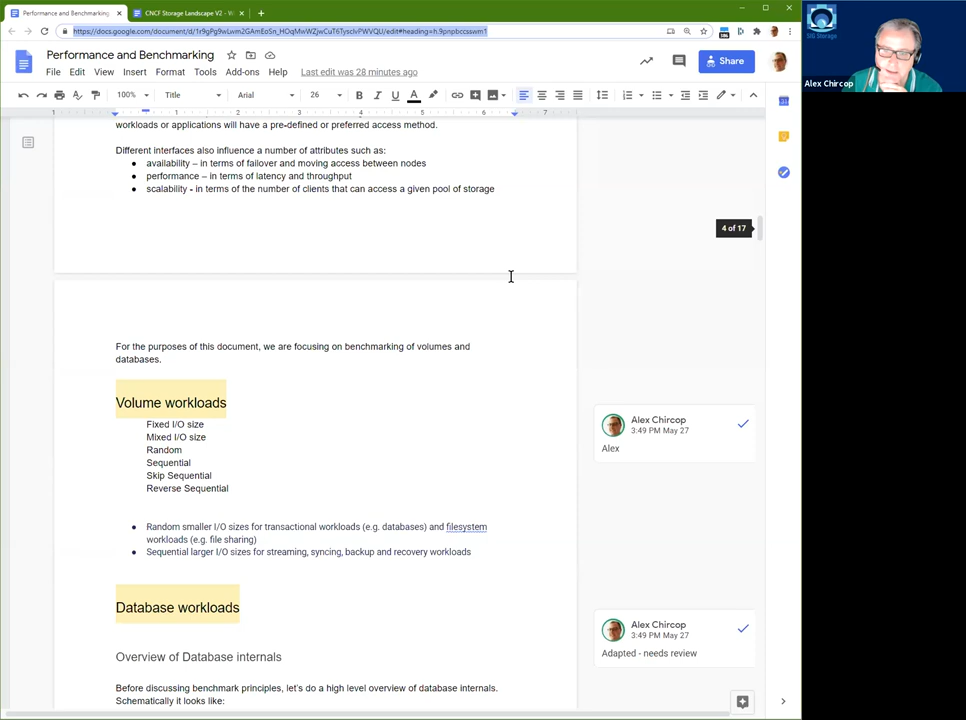 Performance and Benchmarking
CNCF Storage Landscape V2 - W
Performance and Benchmarking
File Edit View Insert Format Tools Add-ons Help Last edit was 28 minutes ago
Share
100% Title Arial 26
1 1 2 3 4 5 6 7
workloads or applications will have a pre-defined or preferred access method.
Different interfaces also influence a number of attributes such as:
● availability – in terms of failover and moving access between nodes
● performance – in terms of latency and throughput
● scalability - in terms of the number of clients that can access a given pool of storage
4 of 17
For the purposes of this document, we are focusing on benchmarking of volumes and
databases.
Volume workloads
Fixed I/O size
Mixed I/O size
Random
Sequential
Skip Sequential
Reverse Sequential
● Random smaller I/O sizes for transactional workloads (e.g. databases) and filesystem
workloads (e.g. file sharing)
● Sequential larger I/O sizes for streaming, syncing, backup and recovery workloads
Database workloads
Overview of Database internals
Before discussing benchmark principles, let's do a high level overview of database internals.
Schematically it looks like:
Alex Chircop
3:49 PM May 27
Alex
Alex Chircop
3:49 PM May 27
Adapted - needs review
SIG Storage
Alex Chircop